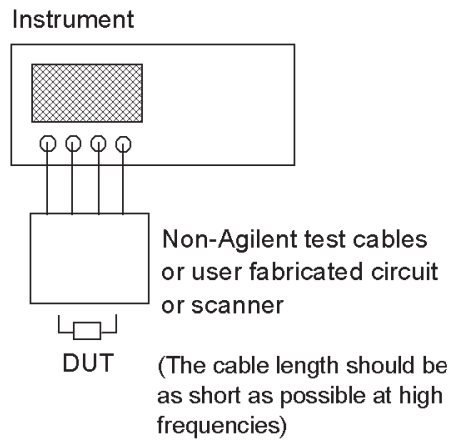 Instrument
Non-Agilent test cables
or user fabricated circuit
or scanner
DUT
(The cable length should be
as short as possible at high
frequencies)